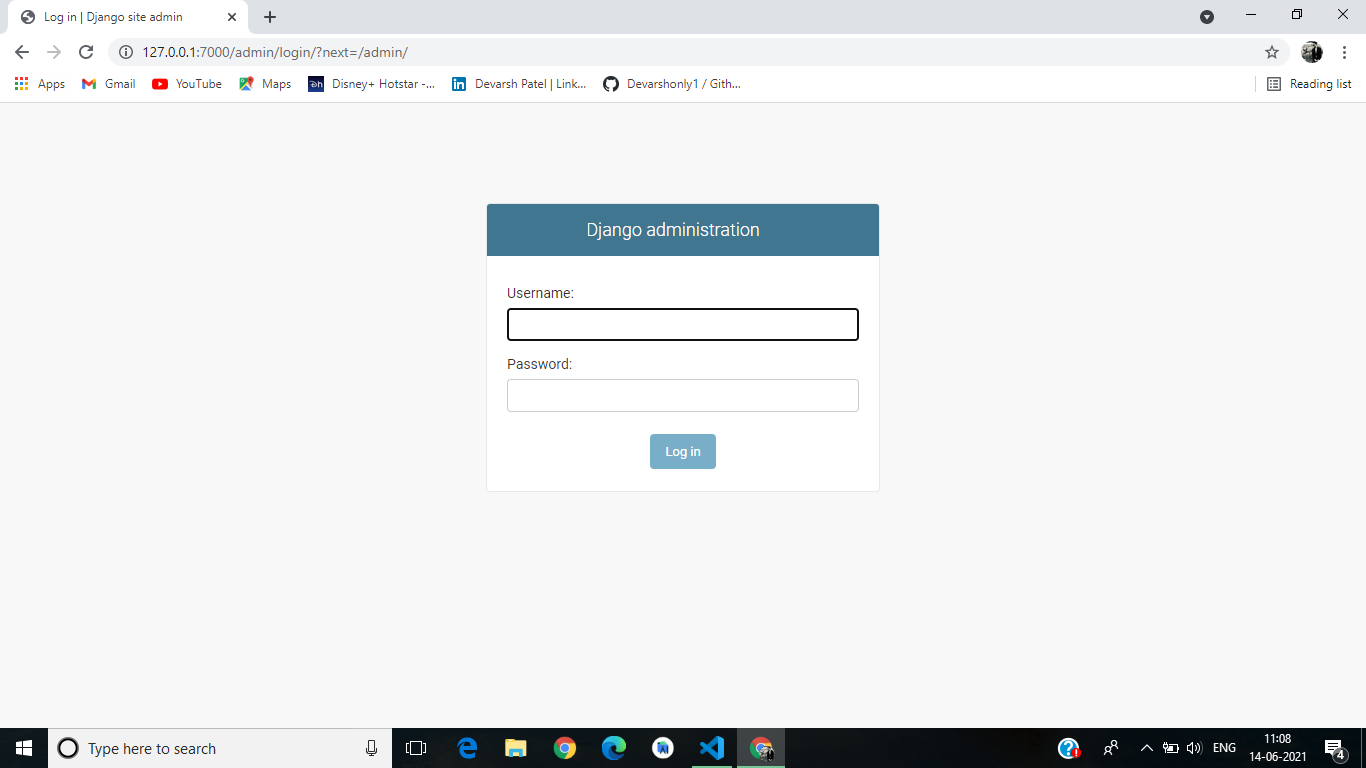 Log in | Django site admin
127.0.0.1:7000/admin/login/?next=/admin/
Apps Gmail YouTube Maps Disney+ Hotstar -... Devarsh Patel | Link... Devarshonly1 / Gith... Reading list
Django administration
Username:
Password:
Log in
Type here to search
ENG
11:08
14-06-2021
4